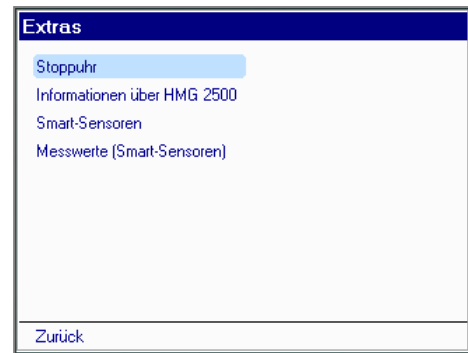 Extras
Stoppuhr
Informationen über HMG 2500
Smart-Sensoren
Messwerte (Smart-Sensoren)
Zurück